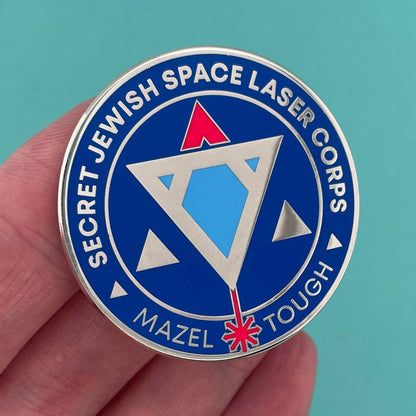 SECRET JEWISH SPACE LASER CORPS
MAZEL TOUGH